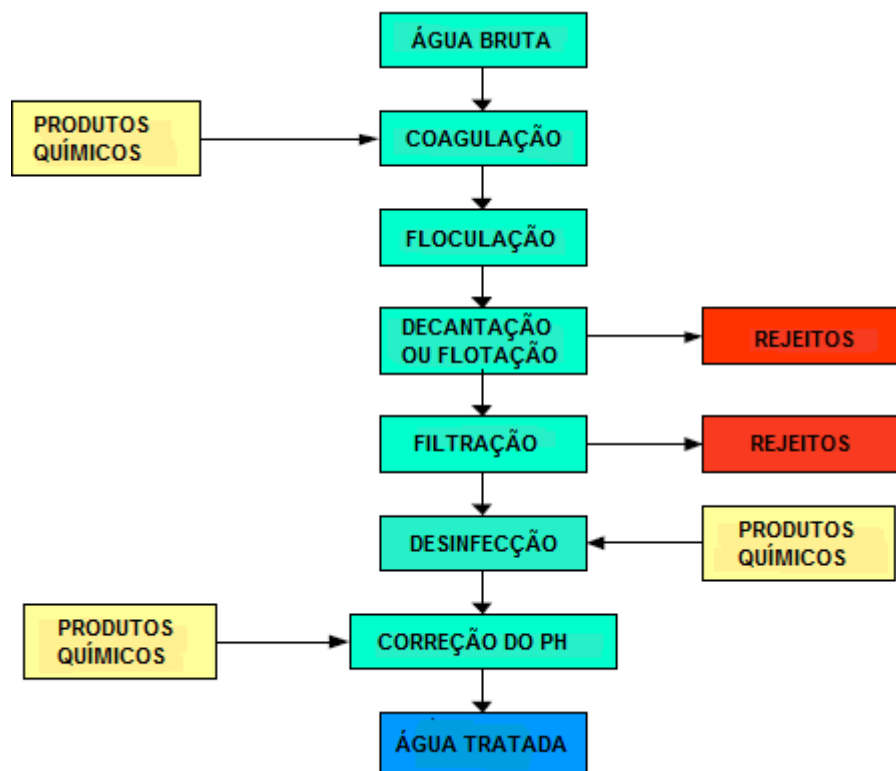 ÁGUA BRUTA
PRODUTOS
QUÍMICOS
COAGULAÇÃO
FLOCULAÇÃO
DECANTAÇÃO
OU FLOTAÇÃO
REJEITOS
FILTRAÇÃO
REJEITOS
DESINFECÇÃO
PRODUTOS
QUÍMICOS
PRODUTOS
QUÍMICOS
CORREÇÃO DO PH
ÁGUA TRATADA